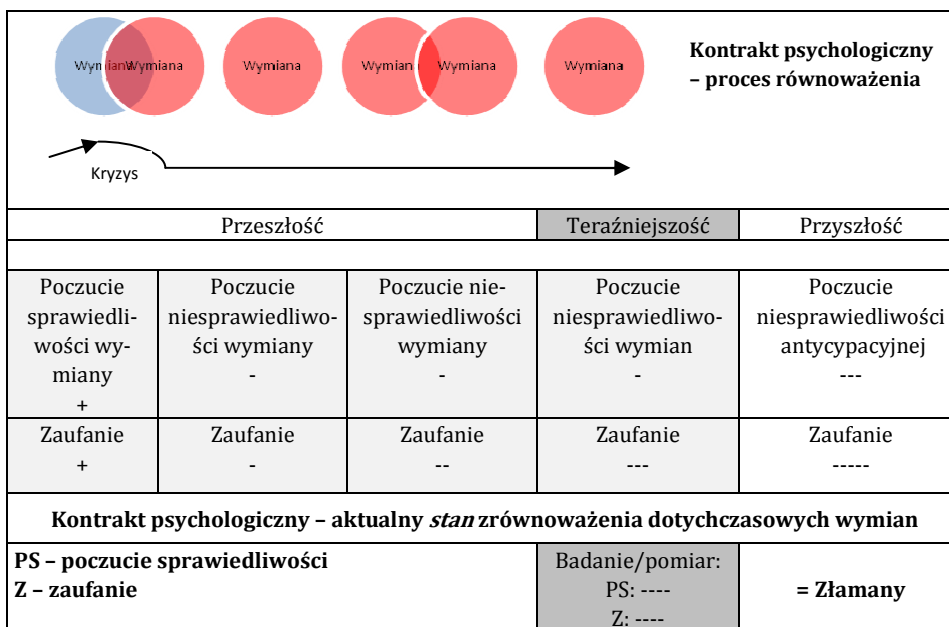 Wymiana Wymiana Wymiana Wymiana Wymiana Wymiana
Kontrakt psychologiczny
– proces równoważenia
Kryzys
Przeszłość Teraźniejszość Przyszłość
Poczucie
sprawiedli-
wości wy-
miany
+
Poczucie
niesprawiedliwo-
ści wymiany
-
Poczucie nie-
sprawiedliwości
wymiany
-
Poczucie
niesprawiedliwo-
ści wymian
-
Poczucie
niesprawiedliwości
antycypacyjnej
---
Zaufanie
+
Zaufanie
-
Zaufanie
--
Zaufanie
---
Zaufanie
-----
Kontrakt psychologiczny – aktualny stan zrównoważenia dotychczasowych wymian
PS – poczucie sprawiedliwości
Z – zaufanie
Badanie/pomiar:
PS: ----
Z: ----
= Złamany